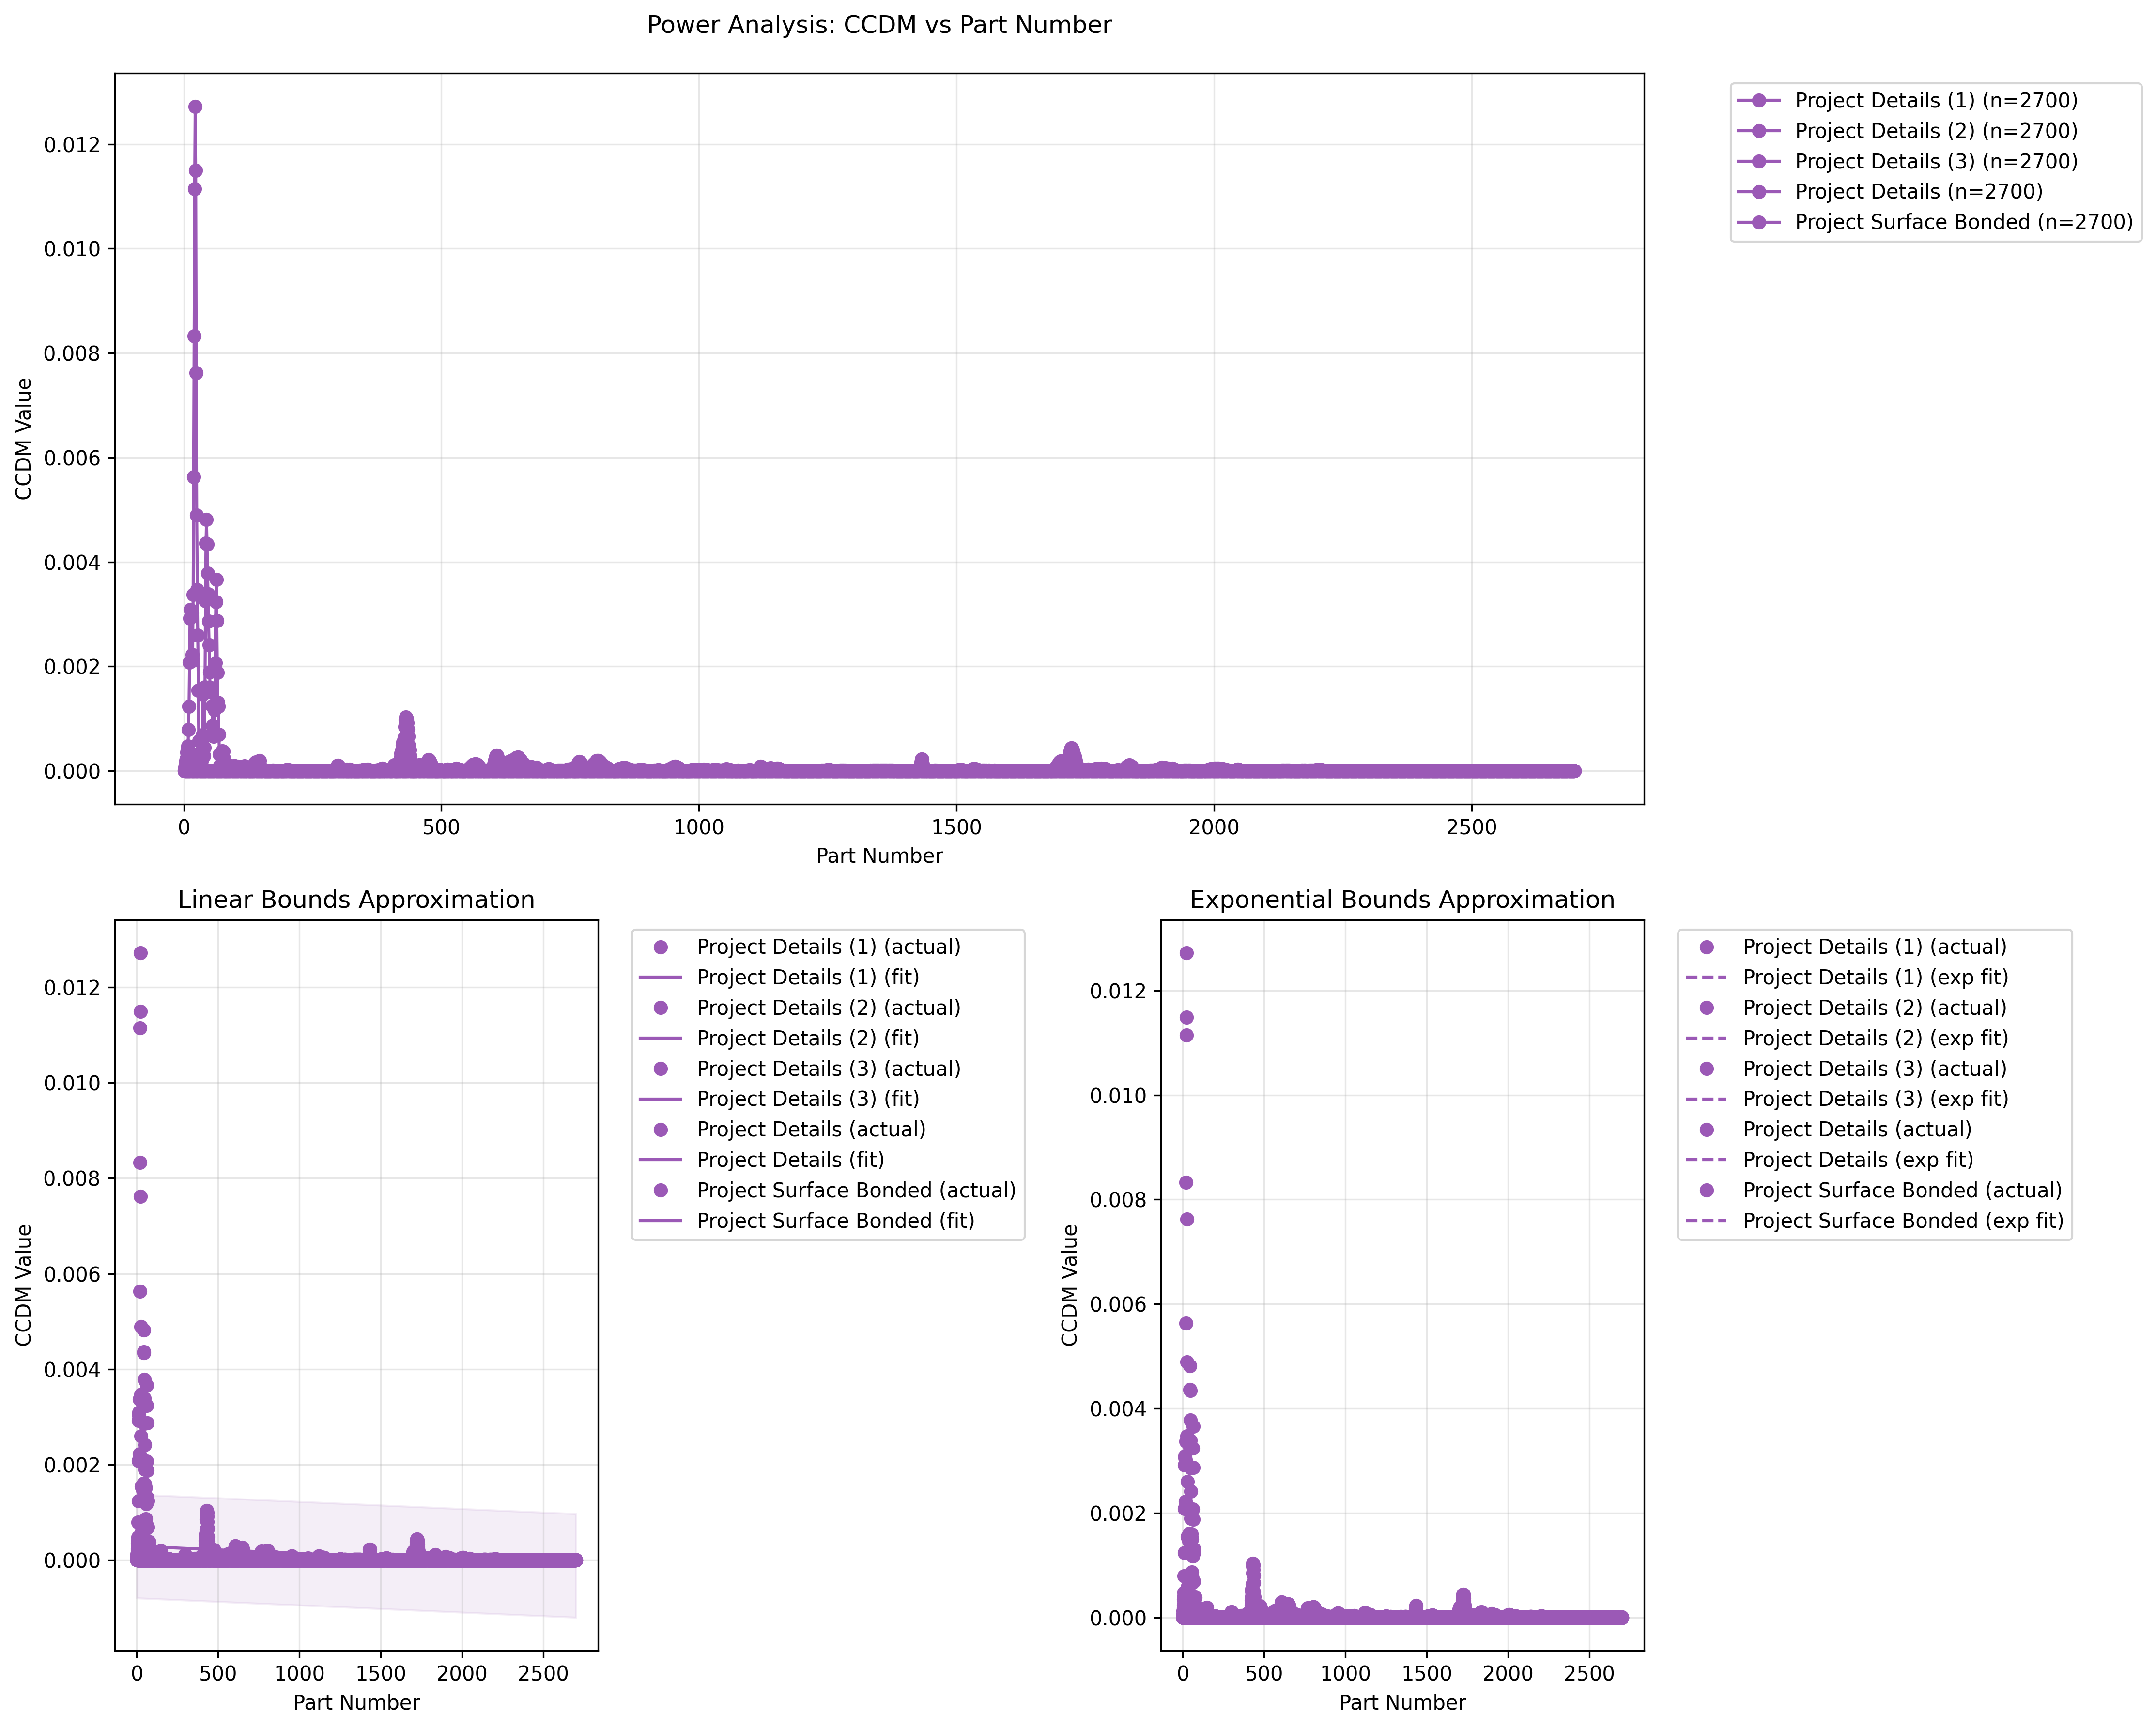 Power Analysis: CCDM vs Part Number
0.012
0.010
0.008
0.006
0.004
0.002
0.000
CCDM Value
0
500
1000
1500
2000
2500
Part Number
Project Details (1) (n=2700)
Project Details (2) (n=2700)
Project Details (3) (n=2700)
Project Details (n=2700)
Project Surface Bonded (n=2700)
Linear Bounds Approximation
0.012
0.010
0.008
0.006
0.004
0.002
0.000
CCDM Value
0
500
1000
1500
2000
2500
Part Number
Project Details (1) (actual)
Project Details (1) (fit)
Project Details (2) (actual)
Project Details (2) (fit)
Project Details (3) (actual)
Project Details (3) (fit)
Project Details (actual)
Project Details (fit)
Project Surface Bonded (actual)
Project Surface Bonded (fit)
Exponential Bounds Approximation
0.012
0.010
0.008
0.006
0.004
0.002
0.000
CCDM Value
0
500
1000
1500
2000
2500
Part Number
Project Details (1) (actual)
Project Details (1) (exp fit)
Project Details (2) (actual)
Project Details (2) (exp fit)
Project Details (3) (actual)
Project Details (3) (exp fit)
Project Details (actual)
Project Details (exp fit)
Project Surface Bonded (actual)
Project Surface Bonded (exp fit)